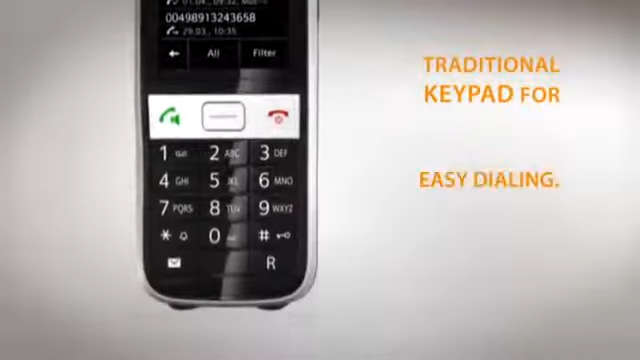 01.04., 09:32, Mobil
00498913243658
29.03., 10:35
← All Filter
1 2 ABC 3 DEF
4 GHI 5 JKL 6 MNO
7 PQRS 8 TUV 9 WXYZ
* 0 #
R
TRADITIONAL
KEYPAD FOR
EASY DIALING.